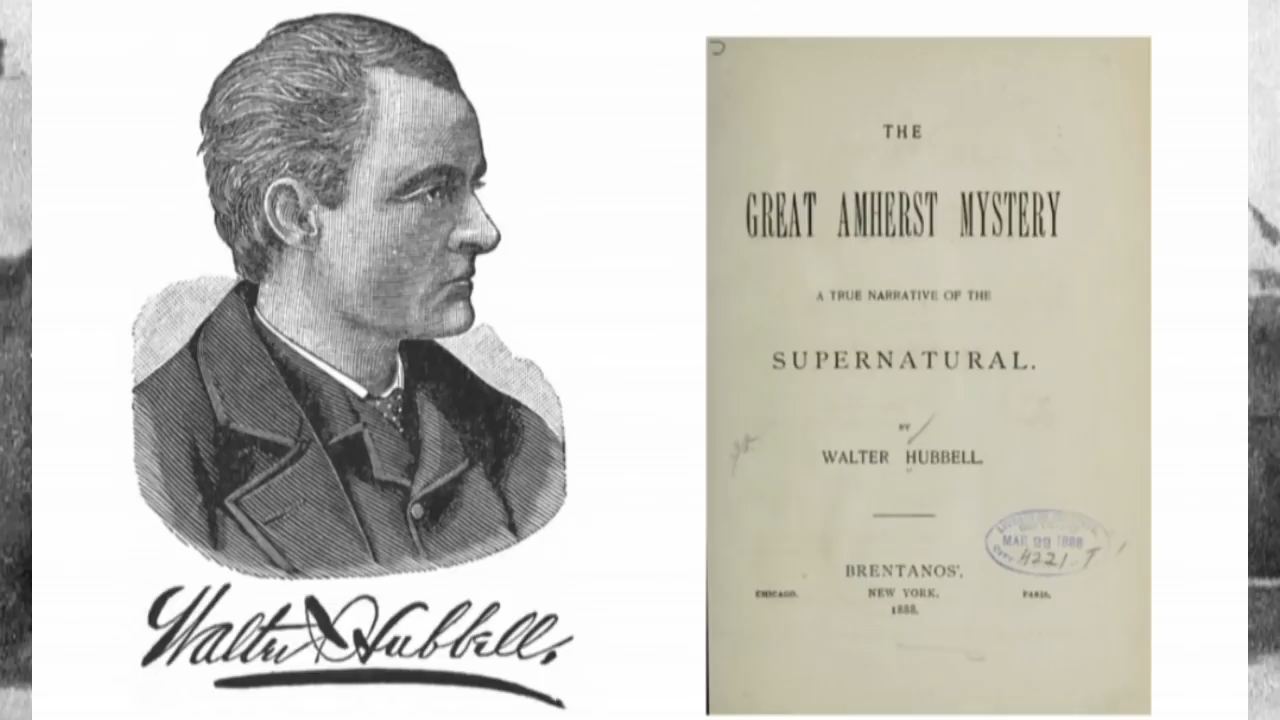 Walter Hubbell.
THE
GREAT AMHERST MYSTERY
A TRUE NARRATIVE OF THE
SUPERNATURAL.
BY
WALTER HUBBELL.
MAR 1888
4221
BRENTANOS',
CHICAGO. NEW YORK, PARIS.
1888.